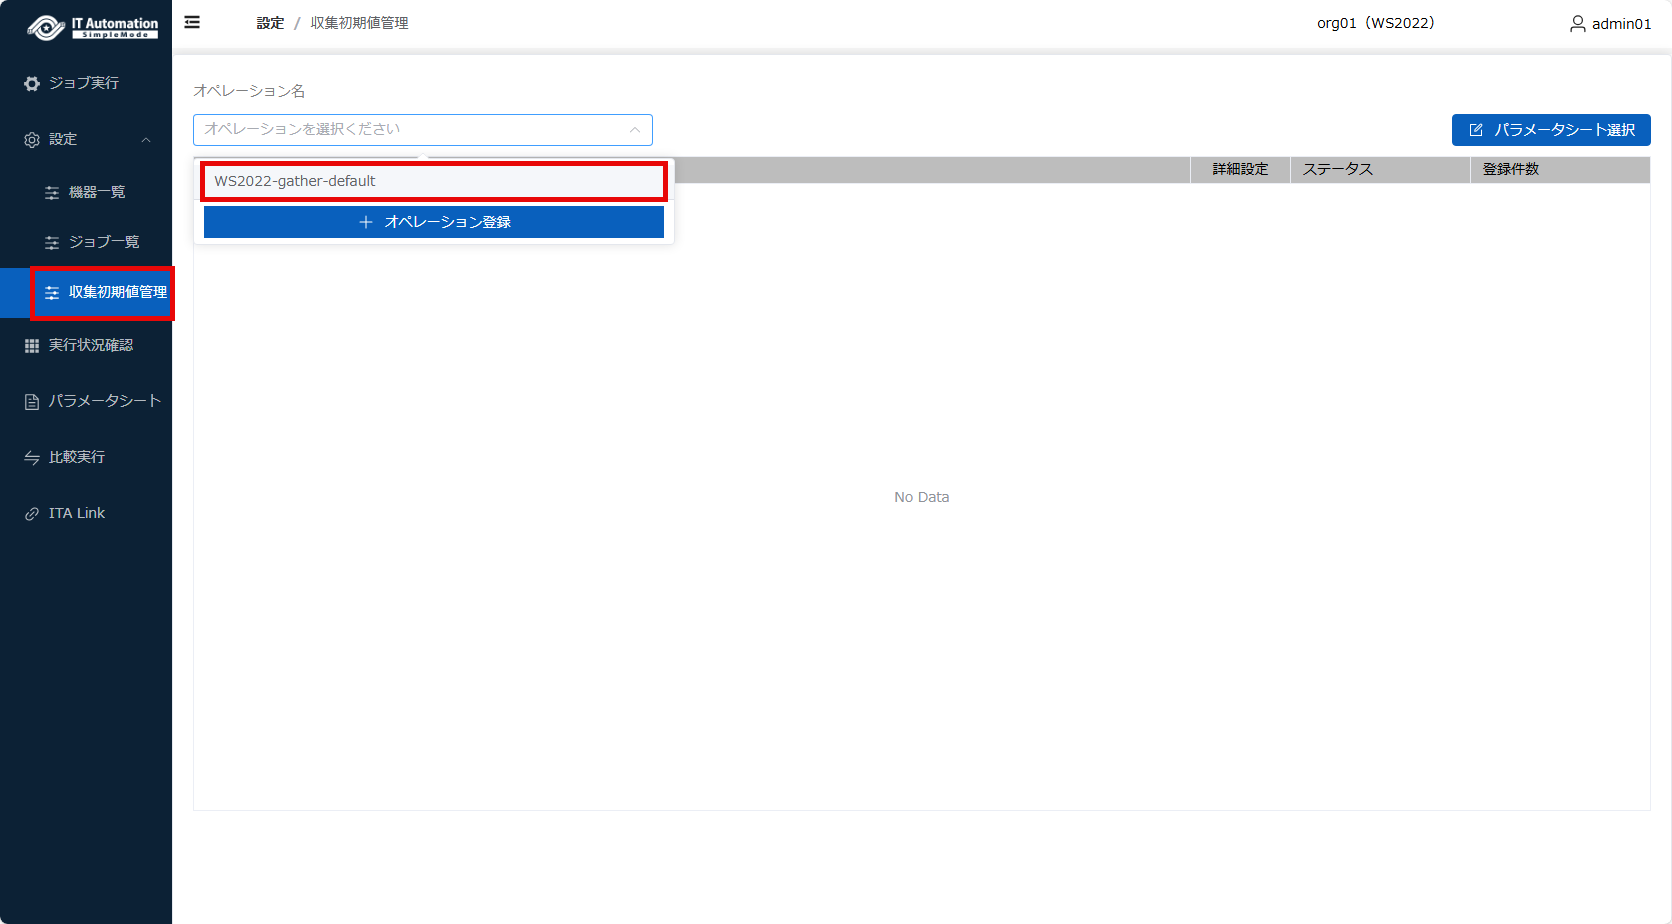 IT Automation
SimpleMode
設定 / 収集初期値管理
org01（WS2022）
admin01
ジョブ実行
設定
機器一覧
ジョブ一覧
収集初期値管理
実行状況確認
パラメータシート
比較実行
ITA Link
オペレーション名
オペレーションを選択ください
パラメータシート選択
詳細設定
ステータス
登録件数
WS2022-gather-default
オペレーション登録
No Data